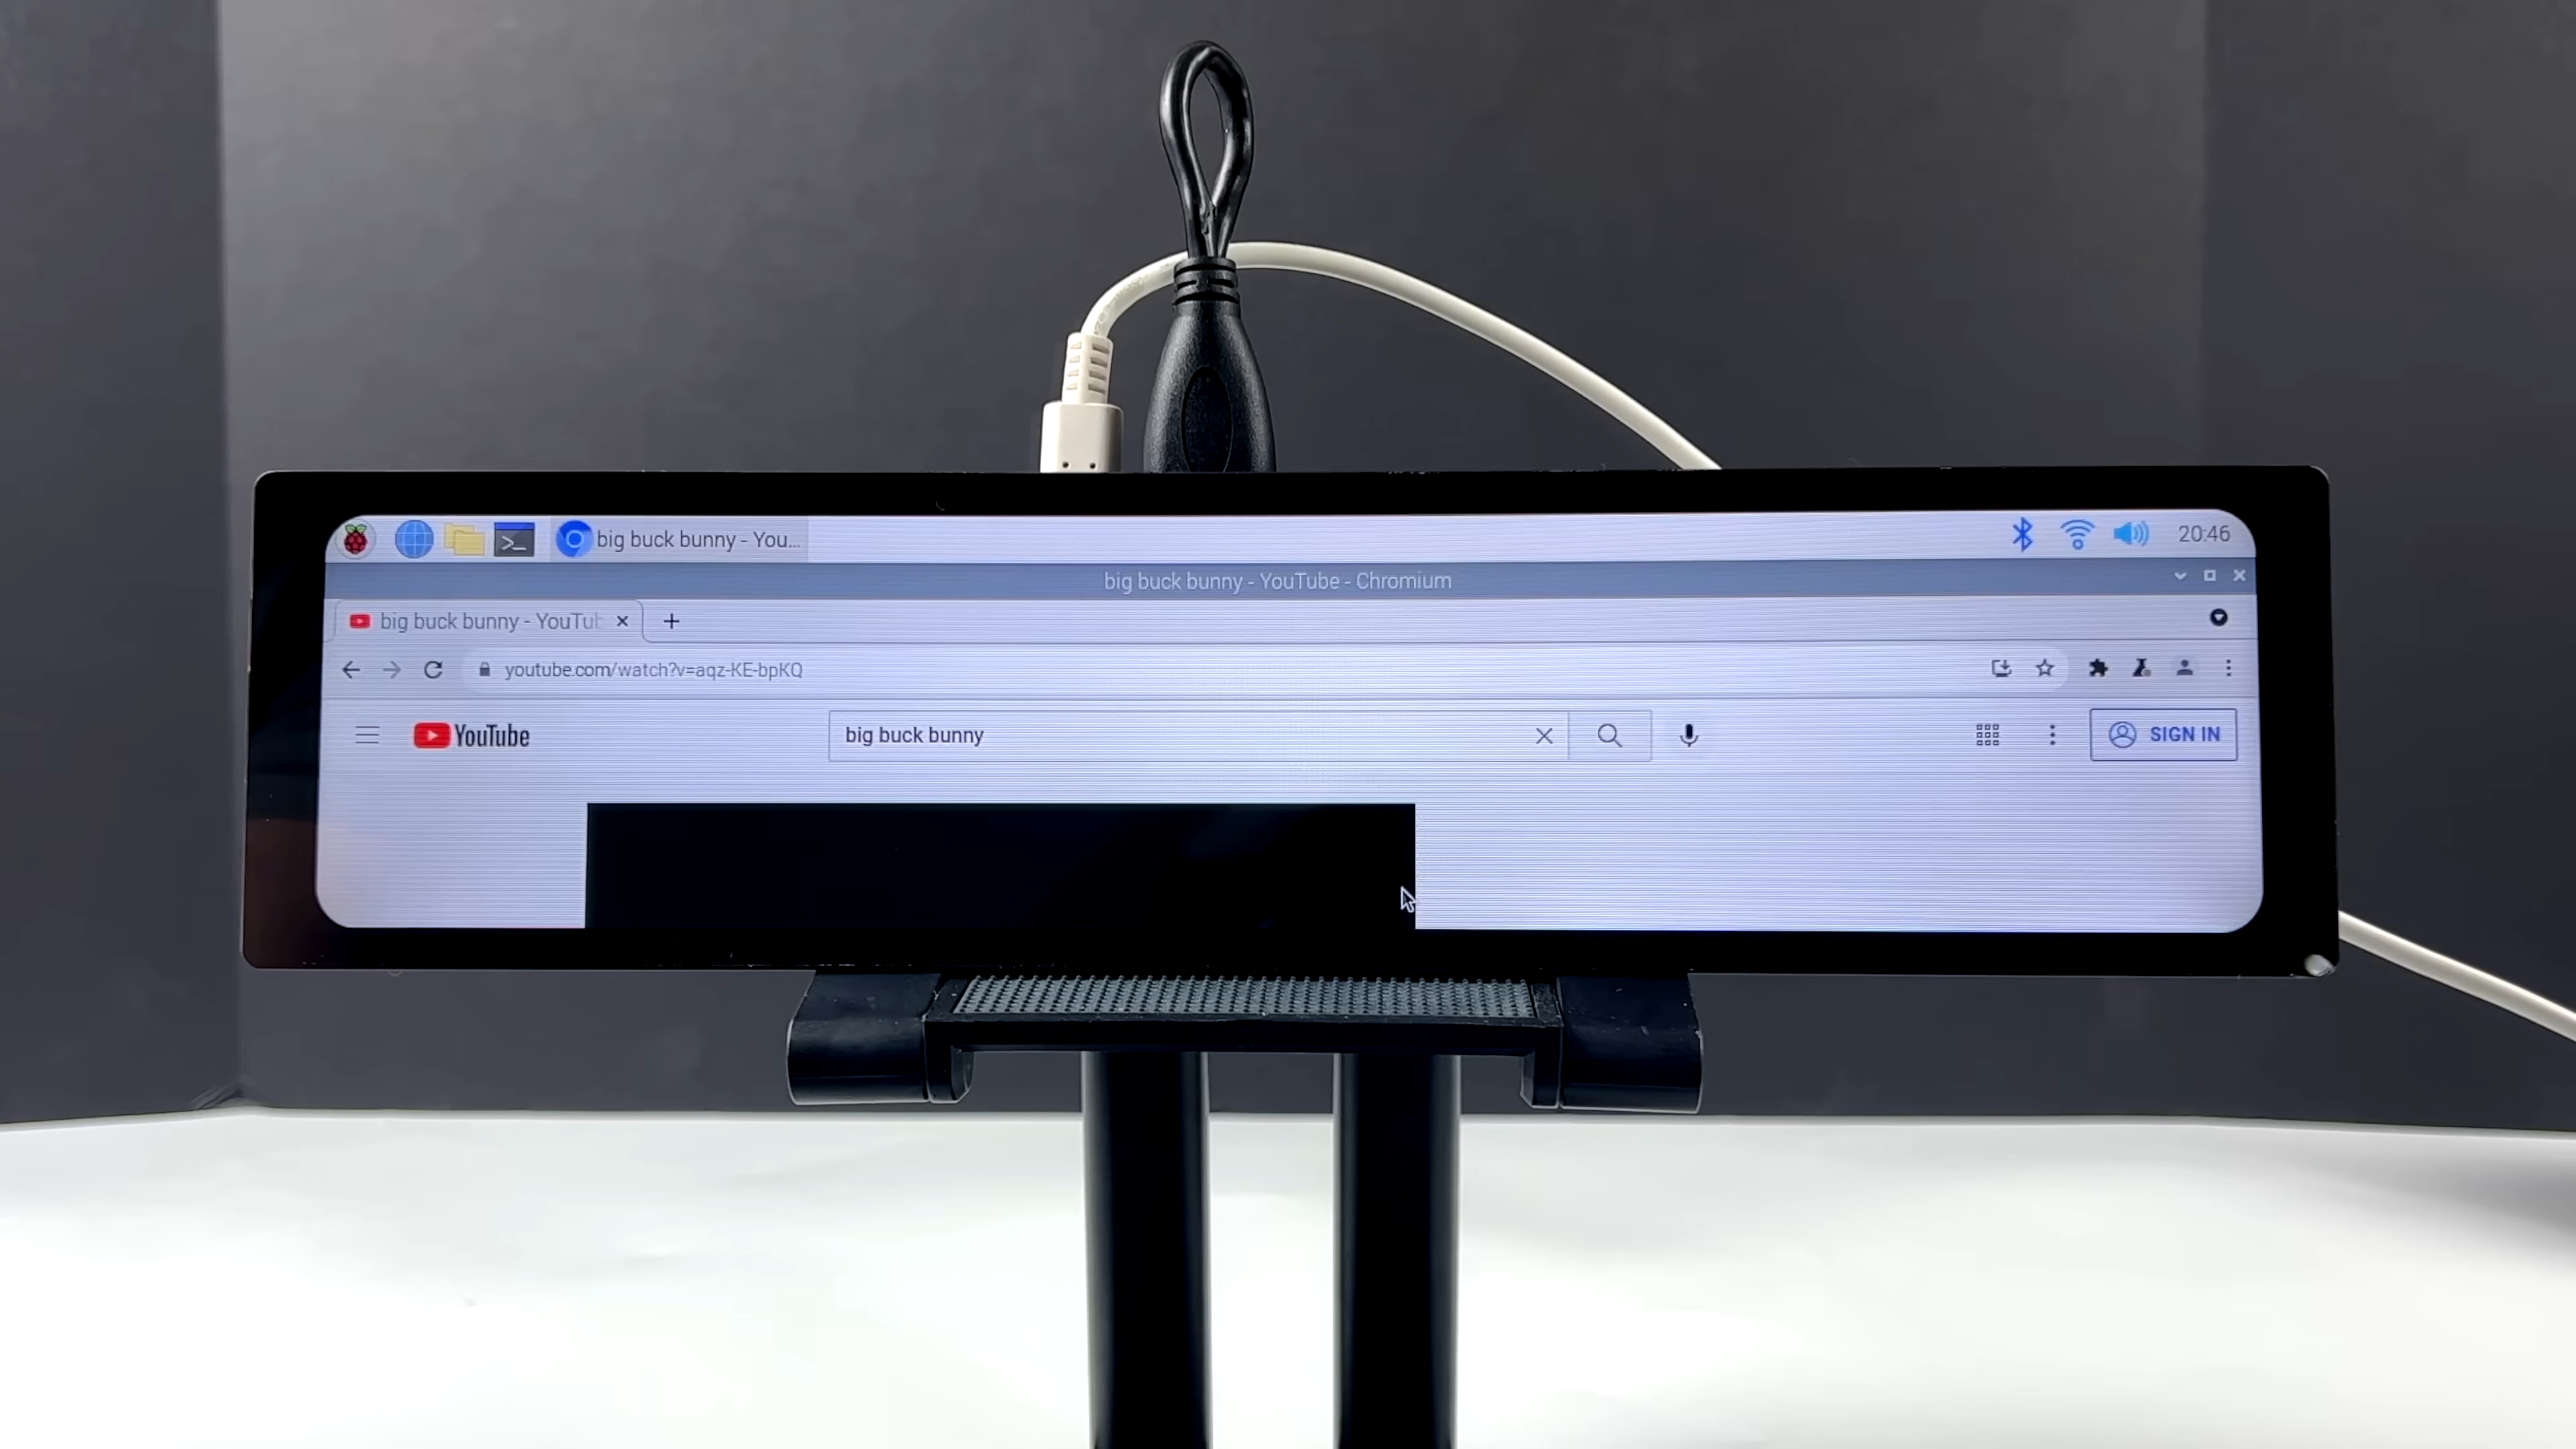 big buck bunny - You...
20:46
big buck bunny - YouTube - Chromium
big buck bunny - YouTub
youtube.com/watch?v=aqz-KE-bpKQ
YouTube
big buck bunny
SIGN IN